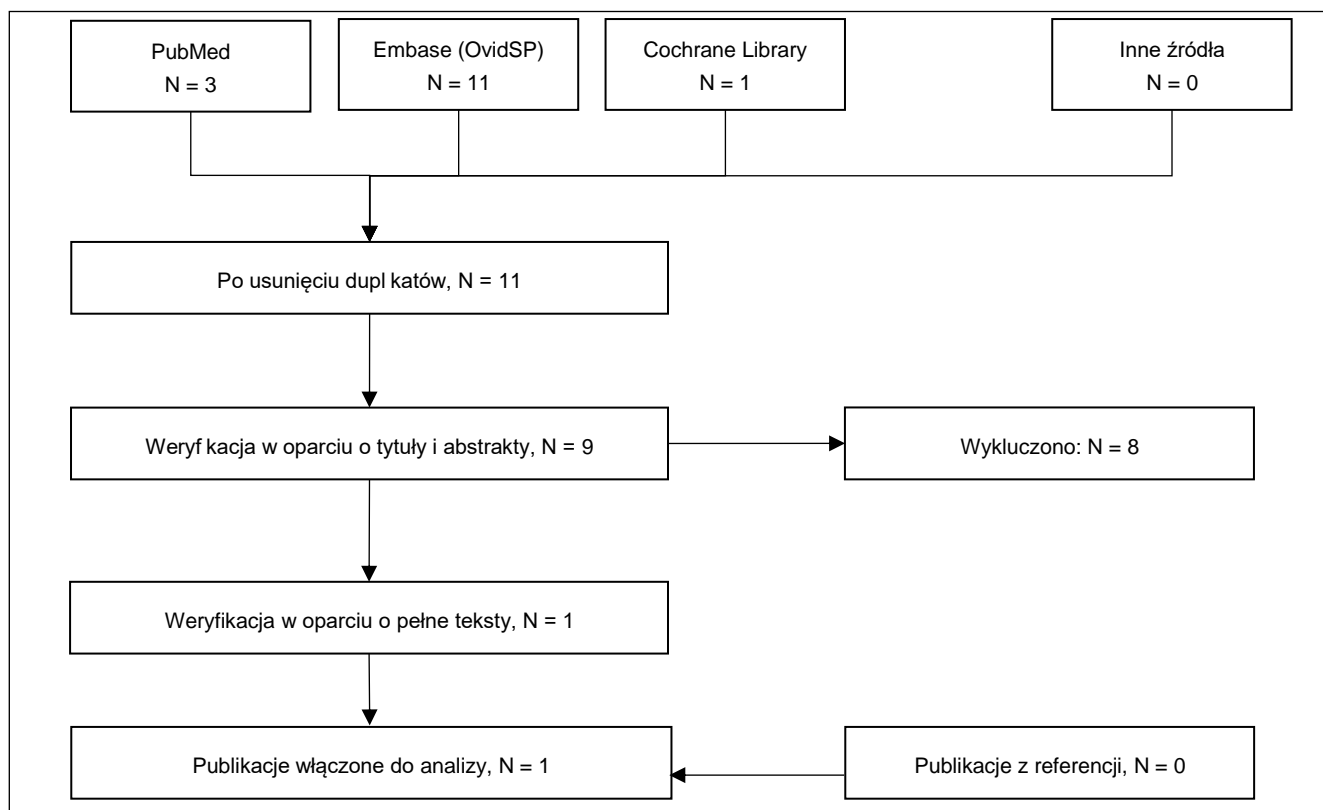 PubMed
N = 3
Embase (OvidSP)
N = 11
Cochrane Library
N = 1
Inne źródła
N = 0
Po usunięciu dupl katów, N = 11
Weryf kacja w oparciu o tytuły i abstrakty, N = 9
Wykluczono: N = 8
Weryfikacja w oparciu o pełne teksty, N = 1
Publikacje włączone do analizy, N = 1
Publikacje z referencji, N = 0